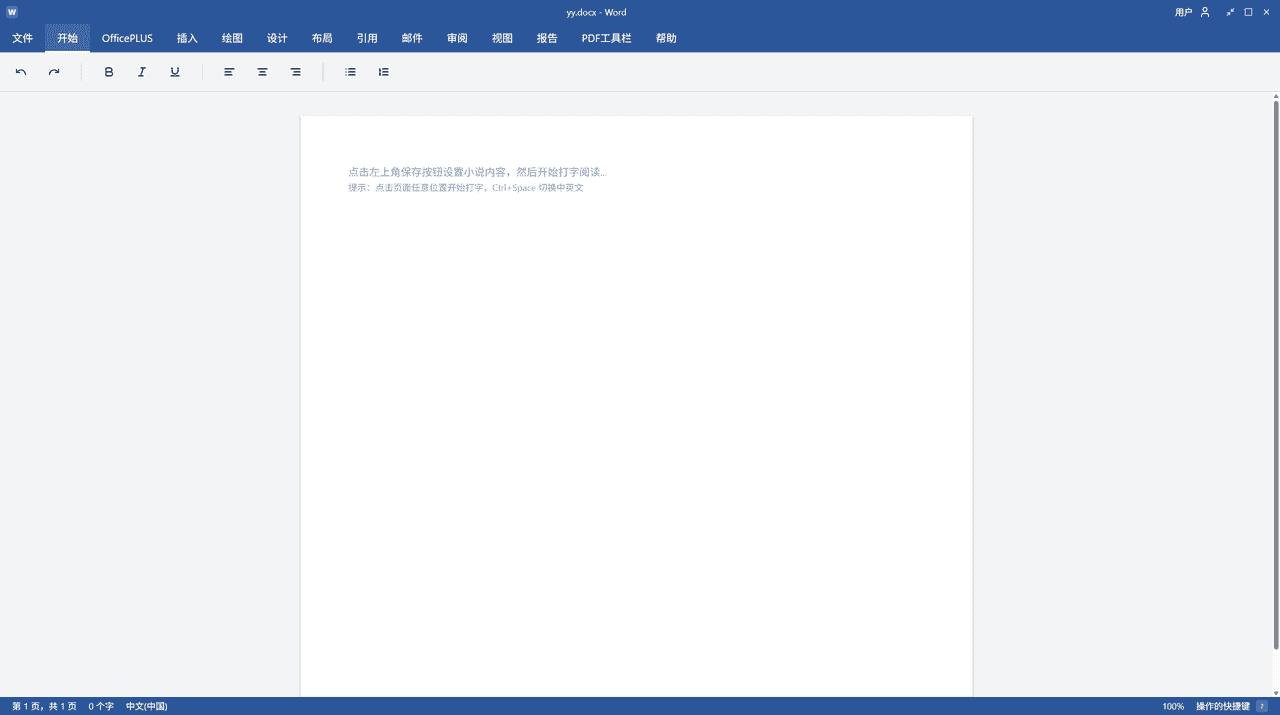 W yy.docx - Word 用户
文件 开始 OfficePLUS 插入 绘图 设计 布局 引用 邮件 审阅 视图 报告 PDF工具栏 帮助
B I U
点击左上角保存按钮设置小说内容，然后开始打字阅读...
提示：点击页面任意位置开始打字，Ctrl+Space 切换中英文
第 1 页，共 1 页 0 个字 中文(中国) 100% 操作的快捷键 ?